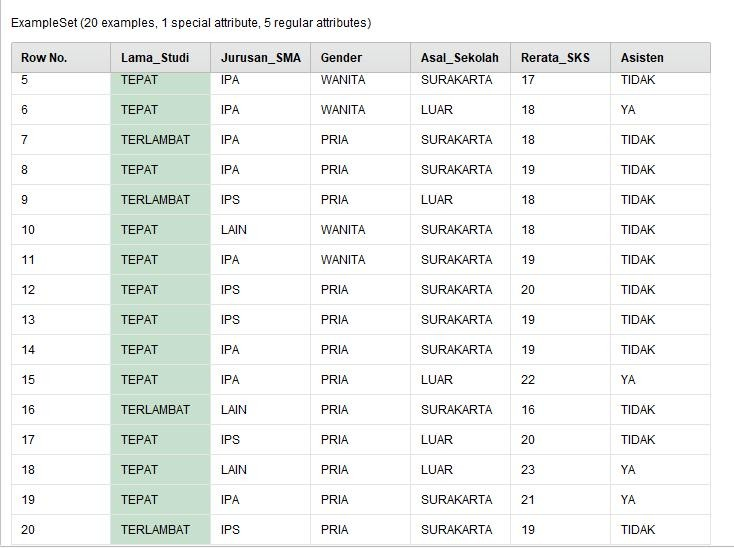 ExampleSet (20 examples, 1 special attribute, 5 regular attributes)
Row No. Lama_Studi Jurusan_SMA Gender Asal_Sekolah Rerata_SKS Asisten
5 TEPAT IPA WANITA SURAKARTA 17 TIDAK
6 TEPAT IPA WANITA LUAR 18 YA
7 TERLAMBAT IPA PRIA SURAKARTA 18 TIDAK
8 TEPAT IPA PRIA SURAKARTA 19 TIDAK
9 TERLAMBAT IPS PRIA LUAR 18 TIDAK
10 TEPAT LAIN WANITA SURAKARTA 18 TIDAK
11 TEPAT IPA WANITA SURAKARTA 19 TIDAK
12 TEPAT IPS PRIA SURAKARTA 20 TIDAK
13 TEPAT IPS PRIA SURAKARTA 19 TIDAK
14 TEPAT IPA PRIA SURAKARTA 19 TIDAK
15 TEPAT IPA PRIA LUAR 22 YA
16 TERLAMBAT LAIN PRIA SURAKARTA 16 TIDAK
17 TEPAT IPS PRIA LUAR 20 TIDAK
18 TEPAT LAIN PRIA LUAR 23 YA
19 TEPAT IPA PRIA SURAKARTA 21 YA
20 TERLAMBAT IPS PRIA SURAKARTA 19 TIDAK